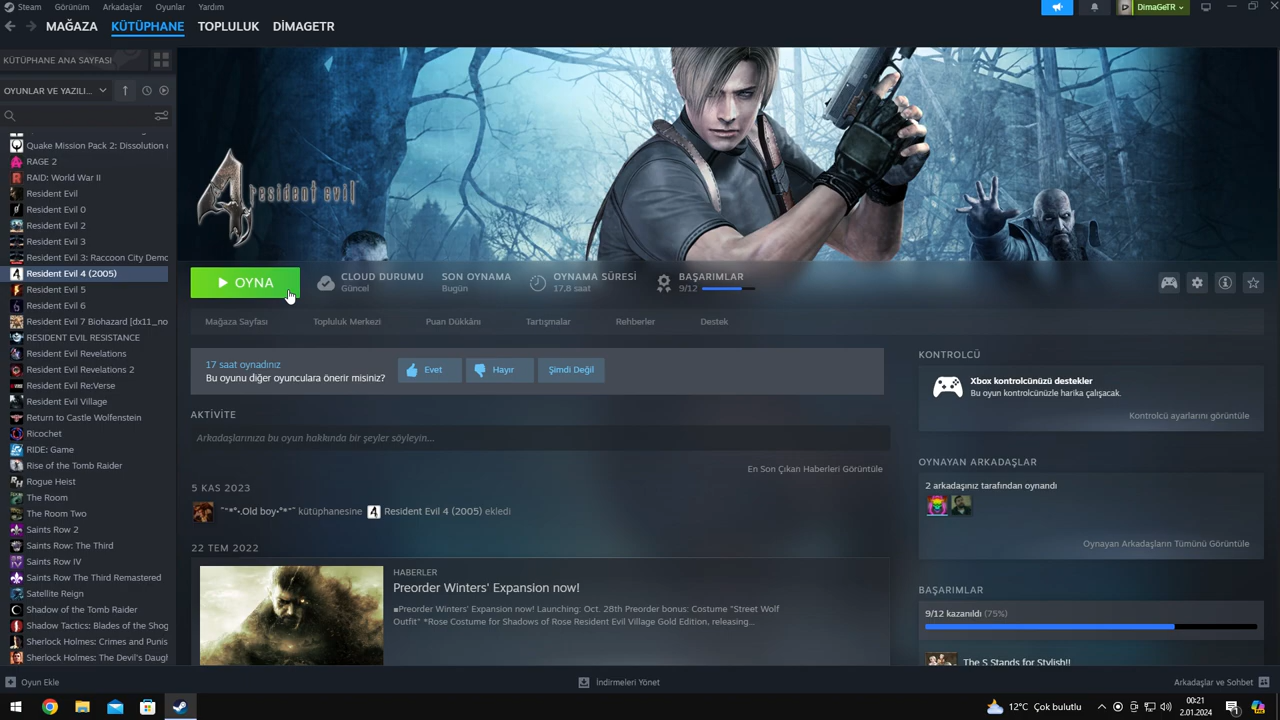 Steam Görünüm Arkadaşlar Oyunlar Yardım
DimaGeTR
MAĞAZA KÜTÜPHANE TOPLULUK DİMAGETR
KÜTÜPHANE ANA SAYFASI
OYUNLAR VE YAZILI...
Quake Mission Pack 2: Dissolution
RAGE 2
RAID: World War II
Resident Evil
Resident Evil 0
Resident Evil 2
Resident Evil 3
Resident Evil 3: Raccoon City Demo
Resident Evil 4 (2005)
Resident Evil 5
Resident Evil 6
Resident Evil 7 Biohazard [dx11_no
RESIDENT EVIL RESISTANCE
Resident Evil Revelations
Resident Evil Revelations 2
Resident Evil Re:Verse
Resident Evil Village
Return to Castle Wolfenstein
Ricochet
RIDE: Game
Rise of the Tomb Raider
Rogue Heist
The Room
The Room Two
Saints Row 2
Saints Row: The Third
Saints Row IV
Saints Row The Third Remastered
Satellite Reign
Shadow of the Tomb Raider
Shadow Tactics: Blades of the Shog
Sherlock Holmes: Crimes and Punis
Sherlock Holmes: The Devil's Daugh
4 resident evil
OYNA
CLOUD DURUMU
Güncel
SON OYNAMA
Bugün
OYNAMA SÜRESİ
17,8 saat
BAŞARIMLAR
9/12
Mağaza Sayfası Topluluk Merkezi Puan Dükkânı Tartışmalar Rehberler Destek
17 saat oynadınız
Bu oyunu diğer oyunculara önerir misiniz?
Evet Hayır Şimdi Değil
AKTİVİTE
Arkadaşlarınıza bu oyun hakkında bir şeyler söyleyin...
En Son Çıkan Haberleri Görüntüle
5 KAS 2023
˜"*°•.Old boy•°*"˜ kütüphanesine Resident Evil 4 (2005) ekledi
22 TEM 2022
HABERLER
Preorder Winters' Expansion now!
■Preorder Winters' Expansion now! Launching: Oct. 28th Preorder bonus: Costume "Street Wolf
Outfit" *Rose Costume for Shadows of Rose Resident Evil Village Gold Edition, releasing...
KONTROLCÜ
Xbox kontrolcünüzü destekler
Bu oyun kontrolcünüzle harika çalışacak.
Kontrolcü ayarlarını görüntüle
OYNAYAN ARKADAŞLAR
2 arkadaşınız tarafından oynandı
Oynayan Arkadaşların Tümünü Görüntüle
BAŞARIMLAR
9/12 kazanıldı (75%)
The S Stands for Stylish!!
Oyun Ekle
İndirmeleri Yönet
Arkadaşlar ve Sohbet
12°C Çok bulutlu
00:21
2.01.2024